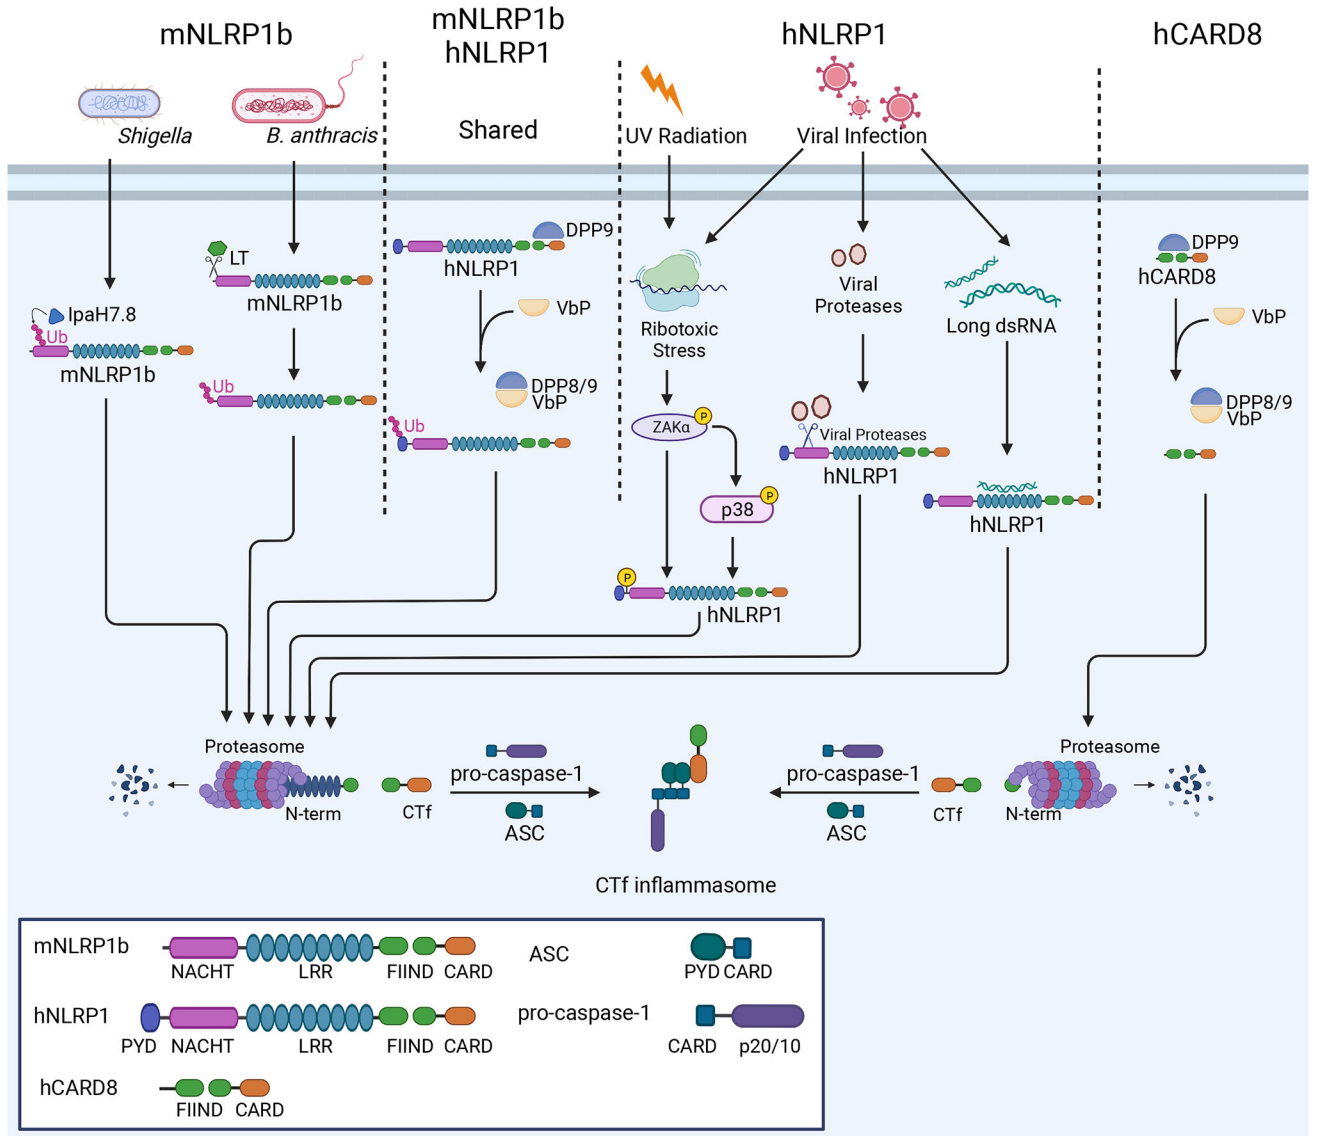 mNLRP1b
mNLRP1b
hNLRP1
hNLRP1
hCARD8
Shigella
B. anthracis
Shared
UV Radiation
Viral Infection
LT
mNLRP1b
IpaH7.8
Ub
mNLRP1b
Ub
DPP9
hNLRP1
VbP
DPP8/9
VbP
Ub
Ribotoxic
Stress
ZAKα
P
p38
P
P
hNLRP1
Viral
Proteases
Viral Proteases
hNLRP1
Long dsRNA
hNLRP1
DPP9
hCARD8
VbP
DPP8/9
VbP
Proteasome
N-term
CTf
pro-caspase-1
ASC
CTf inflammasome
pro-caspase-1
ASC
CTf
Proteasome
N-term
mNLRP1b
NACHT LRR FIIND CARD
ASC
PYD CARD
hNLRP1
PYD NACHT LRR FIIND CARD
pro-caspase-1
CARD p20/10
hCARD8
FIIND CARD